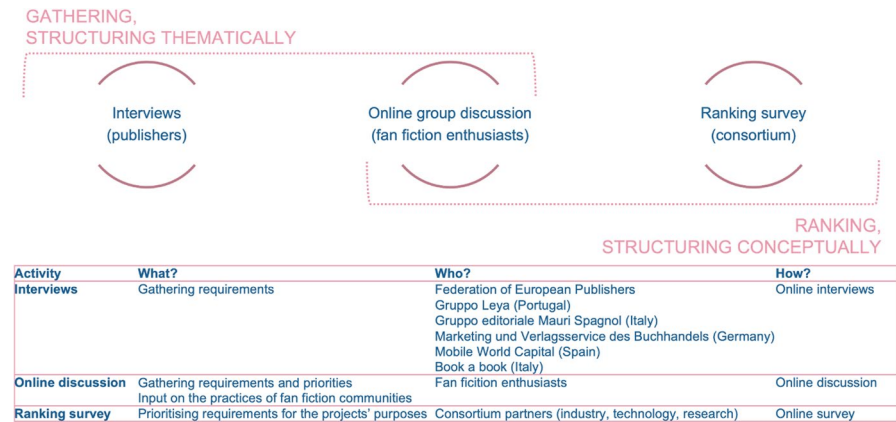 GATHERING,
STRUCTURING THEMATICALLY
Interviews
(publishers)
Online group discussion
(fan fiction enthusiasts)
Ranking survey
(consortium)
RANKING,
STRUCTURING CONCEPTUALLY
Activity What? Who? How?
Interviews Gathering requirements Federation of European Publishers Online interviews
Gruppo Leya (Portugal)
Gruppo editoriale Mauri Spagnol (Italy)
Marketing und Verlagsservice des Buchhandels (Germany)
Mobile World Capital (Spain)
Book a book (Italy)
Online discussion Gathering requirements and priorities Fan ficition enthusiasts Online discussion
Input on the practices of fan fiction communities
Ranking survey Prioritising requirements for the projects' purposes Consortium partners (industry, technology, research) Online survey